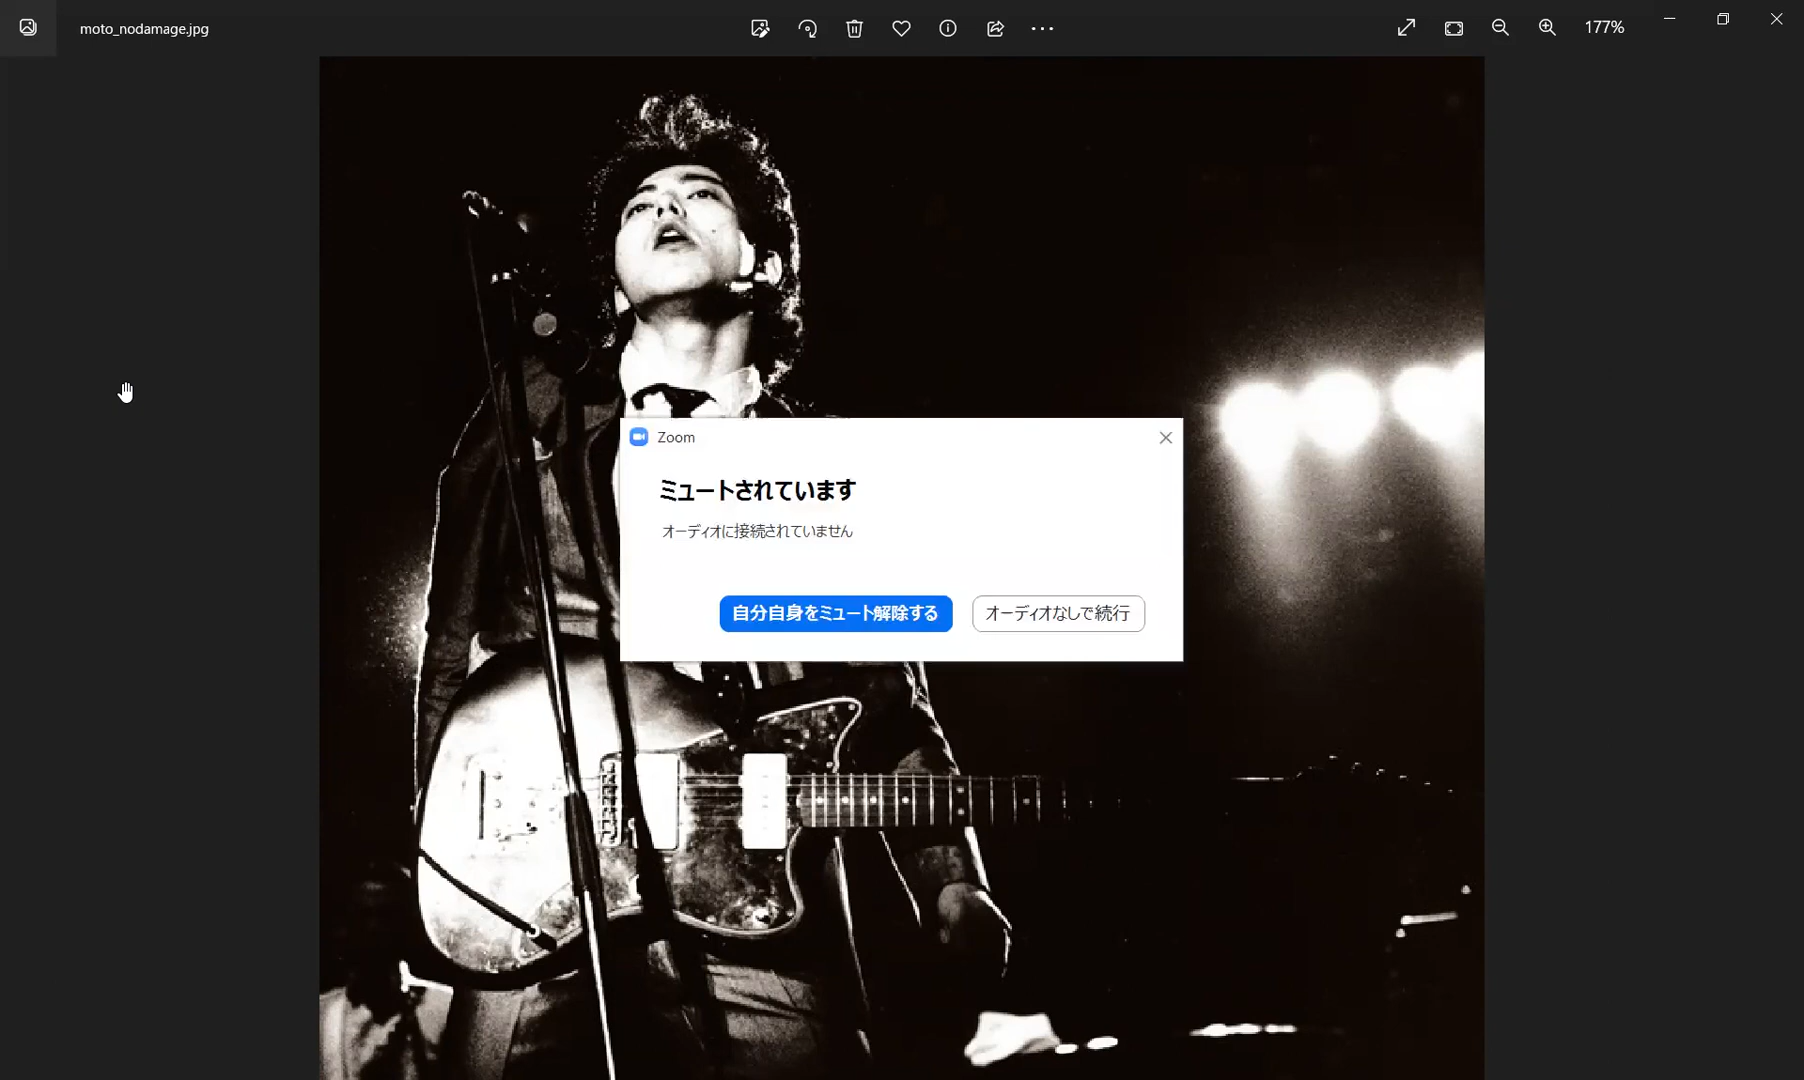 moto_nodamage.jpg
177%
Zoom
ミュートされています
オーディオに接続されていません
自分自身をミュート解除する
オーディオなしで続行